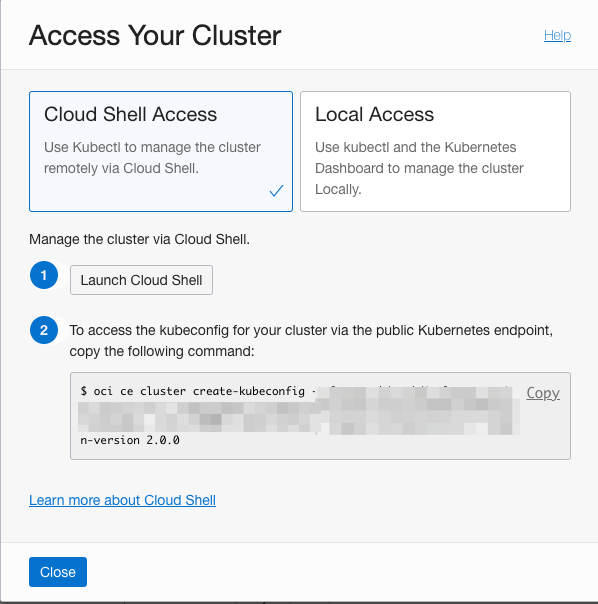 Access Your Cluster
Help
Cloud Shell Access
Use Kubectl to manage the cluster
remotely via Cloud Shell.
Local Access
Use kubectl and the Kubernetes
Dashboard to manage the cluster
Locally.
Manage the cluster via Cloud Shell.
1
Launch Cloud Shell
2
To access the kubeconfig for your cluster via the public Kubernetes endpoint,
copy the following command:
$ oci ce cluster create-kubeconfig
Copy
n-version 2.0.0
Learn more about Cloud Shell
Close